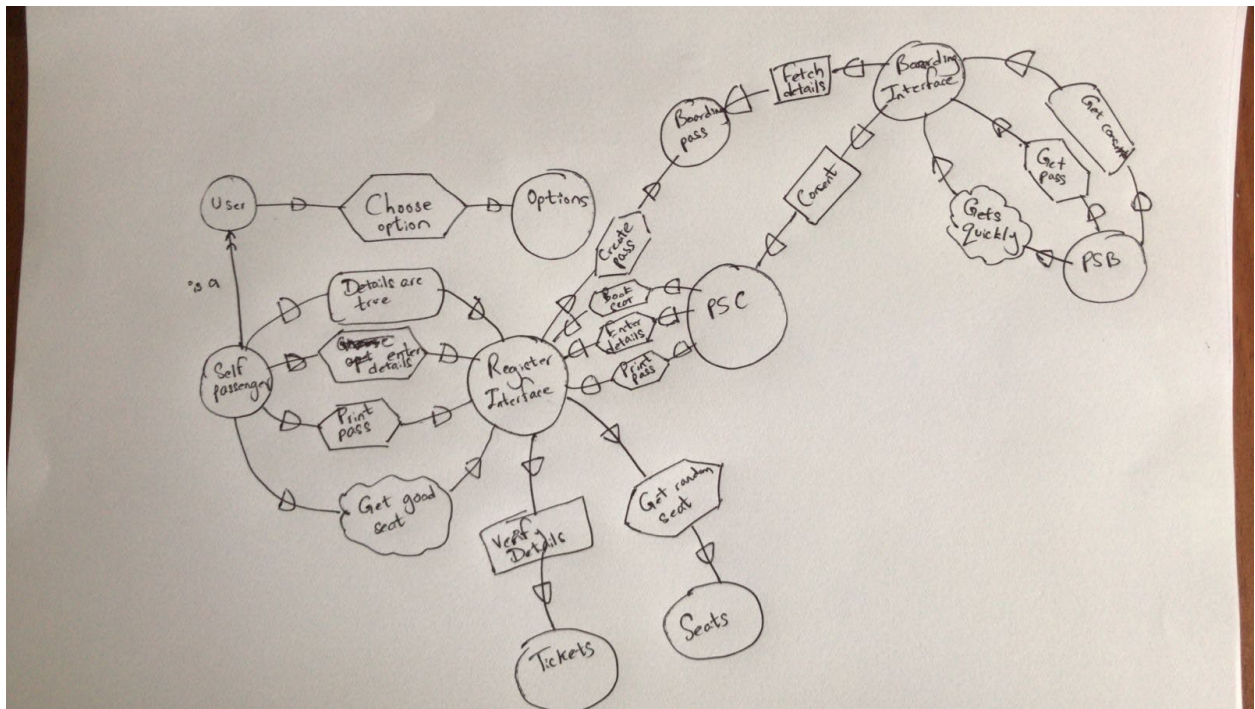 User
Choose
option
Options
is a
Self
passenger
Details are
true
enter
details
Print
pass
Get good
seat
Register
Interface
Verify
Details
Tickets
Get random
seat
Seats
Create
pass
Book
seat
Enter
details
Print
pass
PSC
Boarding
pass
Fetch
details
Boarding
Interface
Consent
Get consent
Get
pass
Gets
quickly
PSB